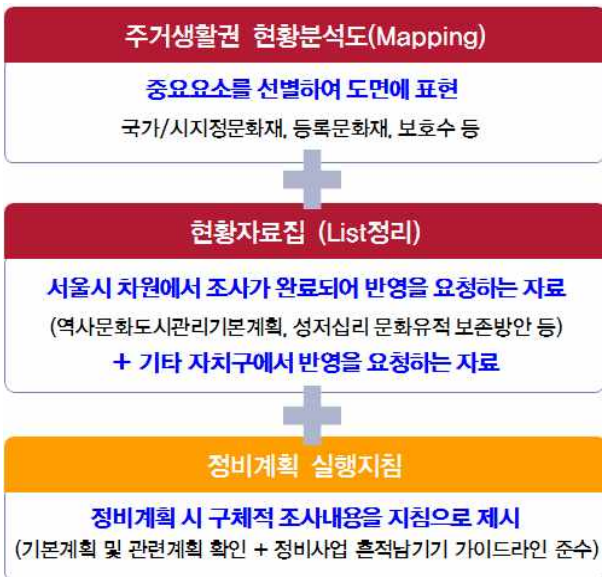 주거생활권 현황분석도(Mapping)
중요요소를 선별하여 도면에 표현
국가/시지정문화재, 등록문화재, 보호수 등
현황자료집 (List정리)
서울시 차원에서 조사가 완료되어 반영을 요청하는 자료
(역사문화도시관리기본계획, 성저십리 문화유적 보존방안 등)
+ 기타 자치구에서 반영을 요청하는 자료
정비계획 실행지침
정비계획 시 구체적 조사내용을 지침으로 제시
(기본계획 및 관련계획 확인 + 정비사업 흔적남기기 가이드라인 준수)